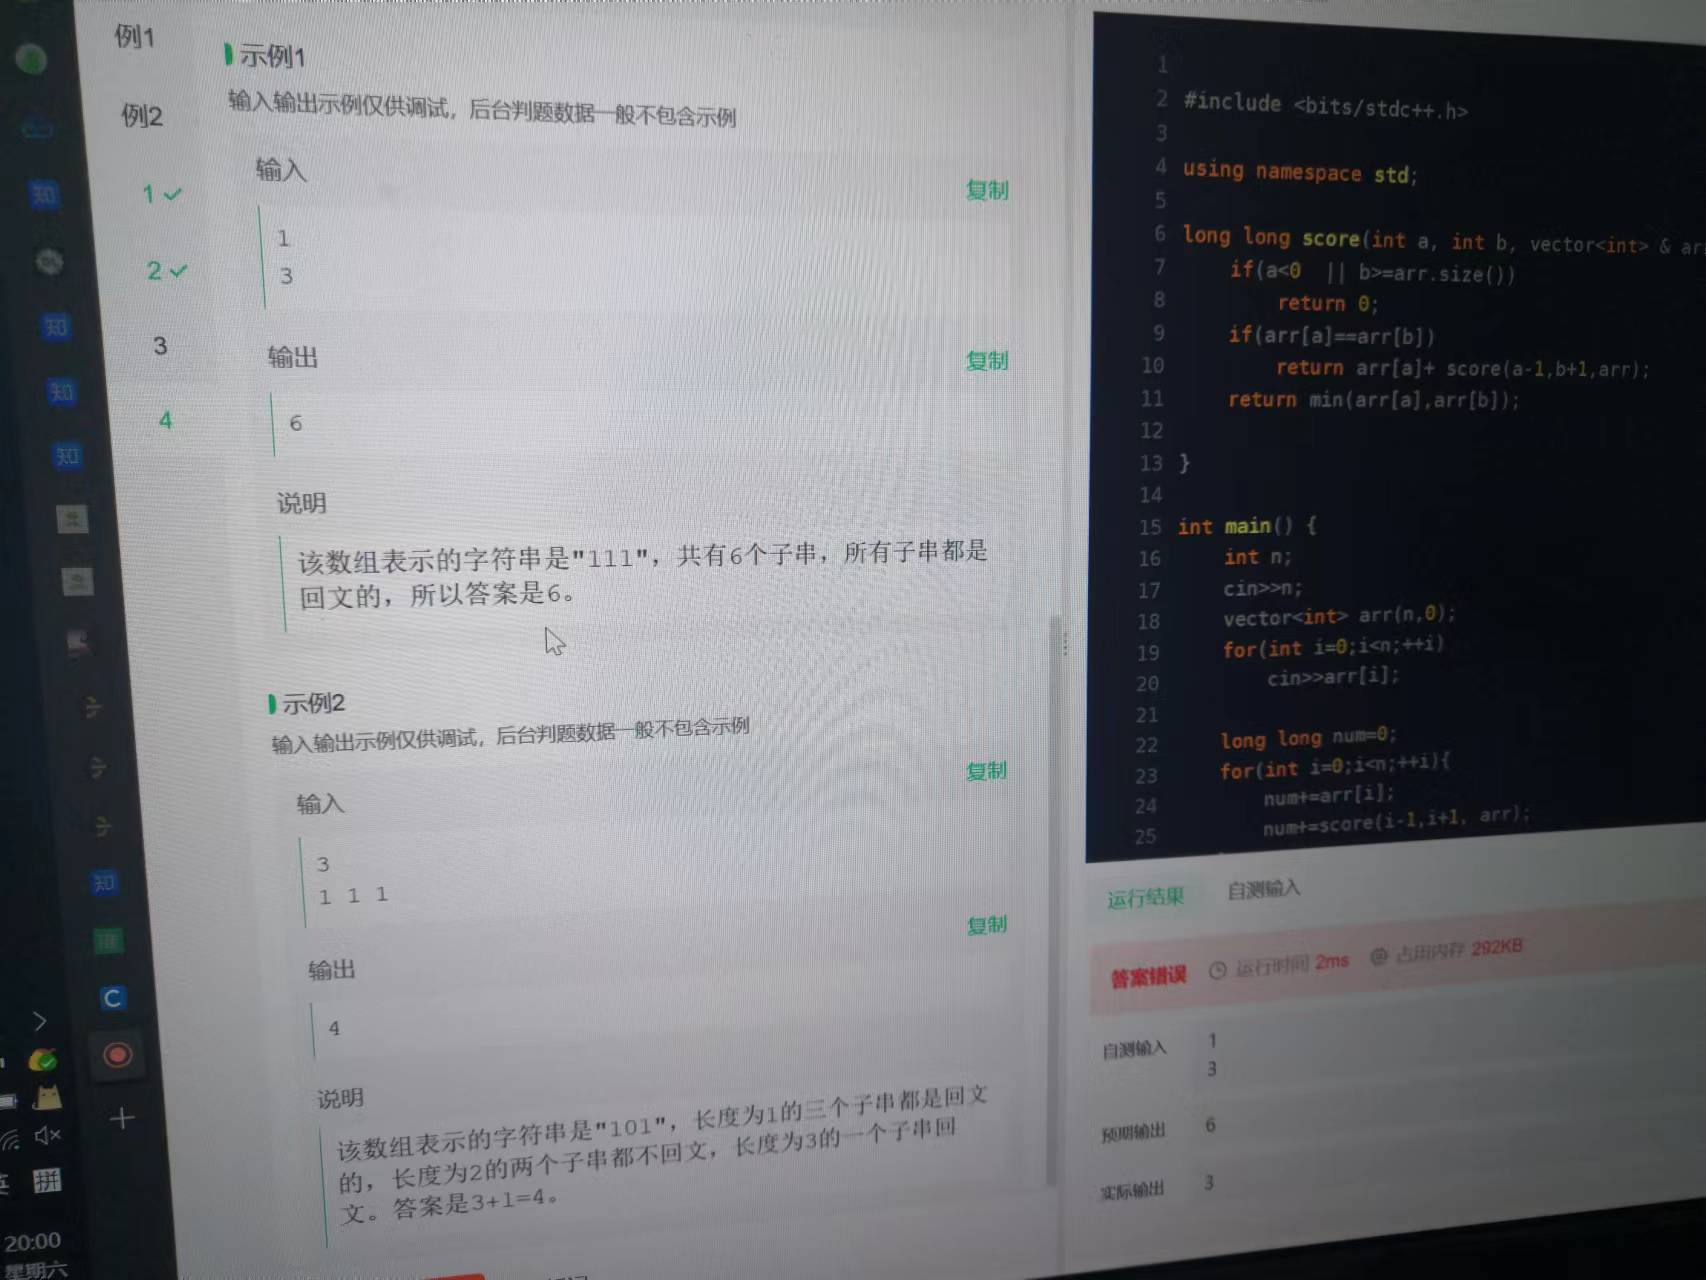 例1
例2
1
2
3
4
示例1
输入输出示例仅供调试，后台判题数据一般不包含示例
输入
复制
1
3
输出
复制
6
说明
该数组表示的字符串是"111"，共有6个子串，所有子串都是
回文的，所以答案是6。
示例2
输入输出示例仅供调试，后台判题数据一般不包含示例
复制
输入
3
1 1 1
复制
输出
4
说明
该数组表示的字符串是"101"，长度为1的三个子串都是回文
的，长度为2的两个子串都不回文，长度为3的一个子串回
文。答案是3+1=4。
1
2 #include <bits/stdc++.h>
3
4 using namespace std;
5
6 long long score(int a, int b, vector<int> & ar
7 if(a<0 || b>=arr.size())
8 return 0;
9 if(arr[a]==arr[b])
10 return arr[a]+ score(a-1,b+1,arr);
11 return min(arr[a],arr[b]);
12
13 }
14
15 int main() {
16 int n;
17 cin>>n;
18 vector<int> arr(n,0);
19 for(int i=0;i<n;++i)
20 cin>>arr[i];
21
22 long long num=0;
23 for(int i=0;i<n;++i){
24 num+=arr[i];
25 num+=score(i-1,i+1, arr);
运行结果 自测输入
答案错误 运行时间 2ms 占用内存 292KB
自测输入 1
3
预期输出 6
实际输出 3
知
知
知
知
知
C
拼
20:00
星期六